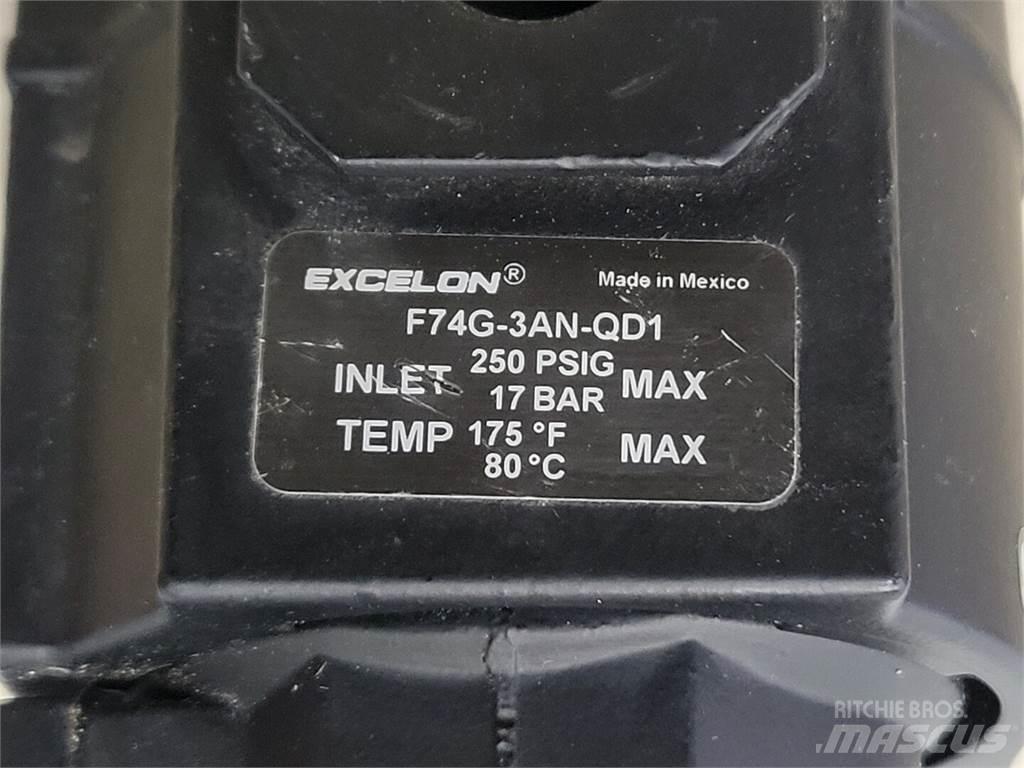 EXCELON® Made in Mexico
F74G-3AN-QD1
INLET 250 PSIG 17 BAR MAX
TEMP 175 °F 80 °C MAX
RITCHIE BROS.
MASCUS